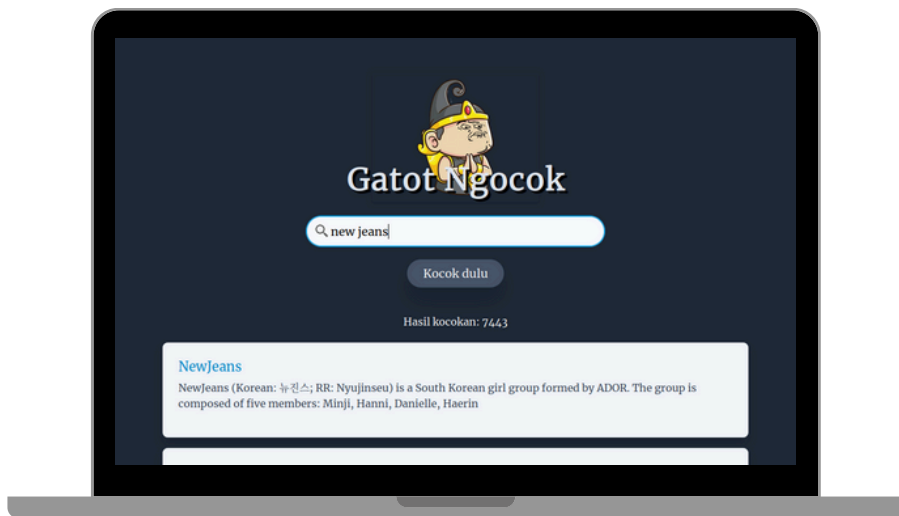 Gatot Ngocok
new jeans
Kocok dulu
Hasil kocokan: 7443
NewJeans
NewJeans (Korean: 뉴진스; RR: Nyujinseu) is a South Korean girl group formed by ADOR. The group is
composed of five members: Minji, Hanni, Danielle, Haerin